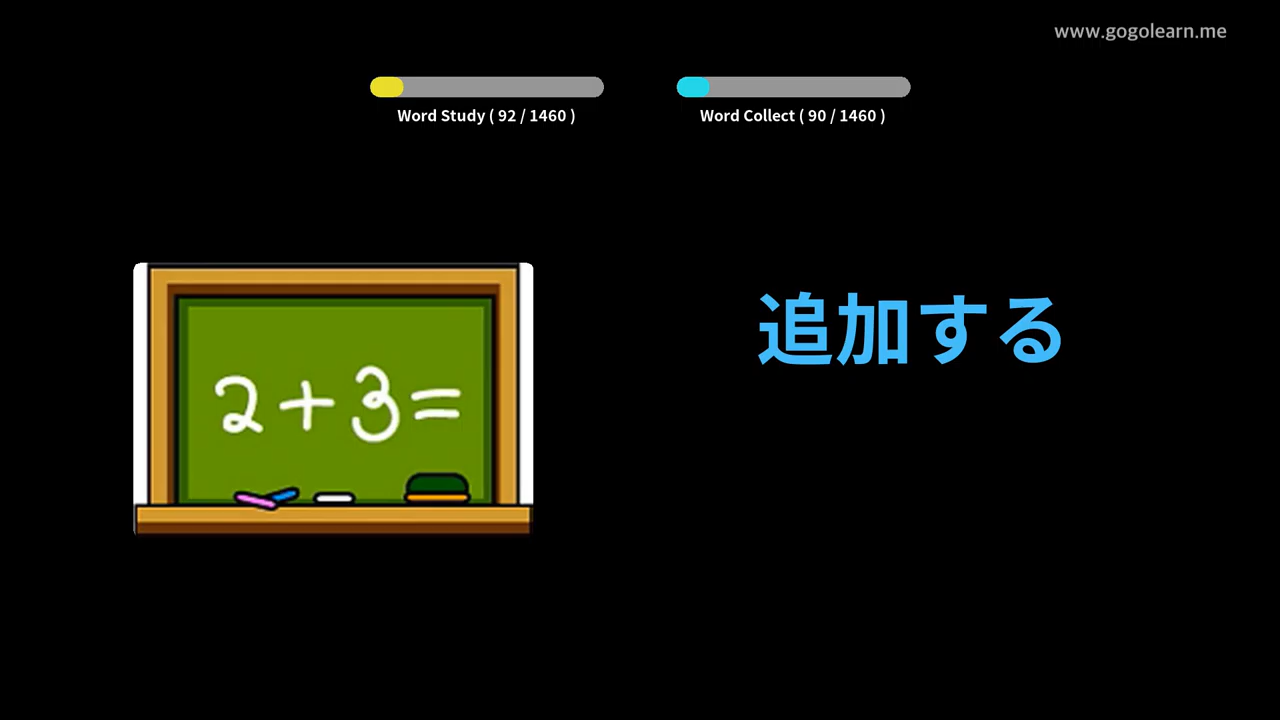 www.gogolearn.me
Word Study ( 92 / 1460 )
Word Collect ( 90 / 1460 )
追加する
2+3=